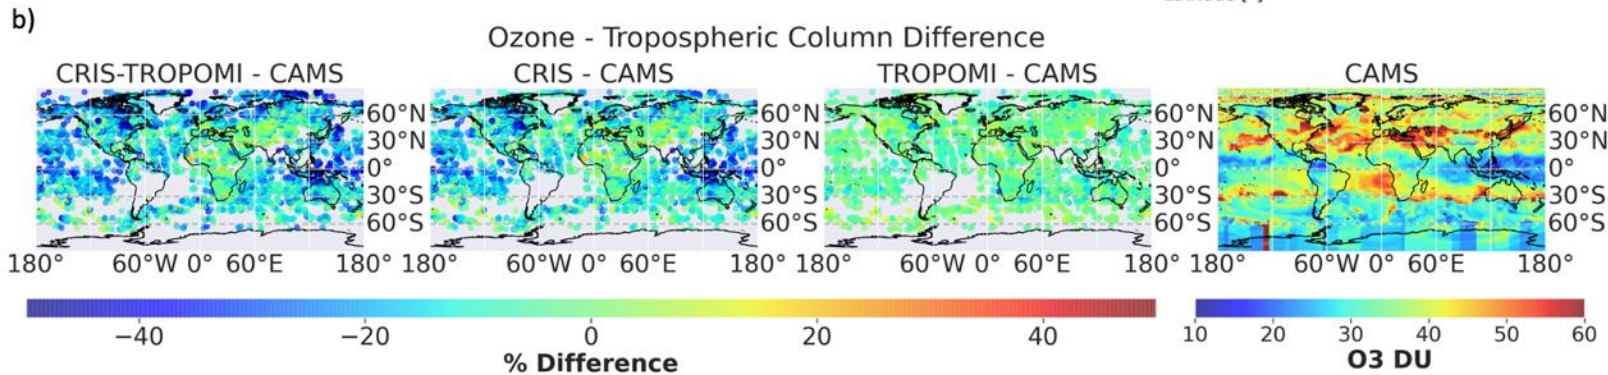 b)
Ozone - Tropospheric Column Difference
CRIS-TROPOMI - CAMS
CRIS - CAMS
TROPOMI - CAMS
CAMS
60°N
30°N
0°
30°S
60°S
60°N
30°N
0°
30°S
60°S
60°N
30°N
0°
30°S
60°S
60°N
30°N
0°
30°S
60°S
180° 60°W 0° 60°E 180°
60°W 0° 60°E 180°
60°W 0° 60°E 180°
180° 60°W 0° 60°E 180°
−40 −20 0 20 40
% Difference
10 20 30 40 50 60
O3 DU